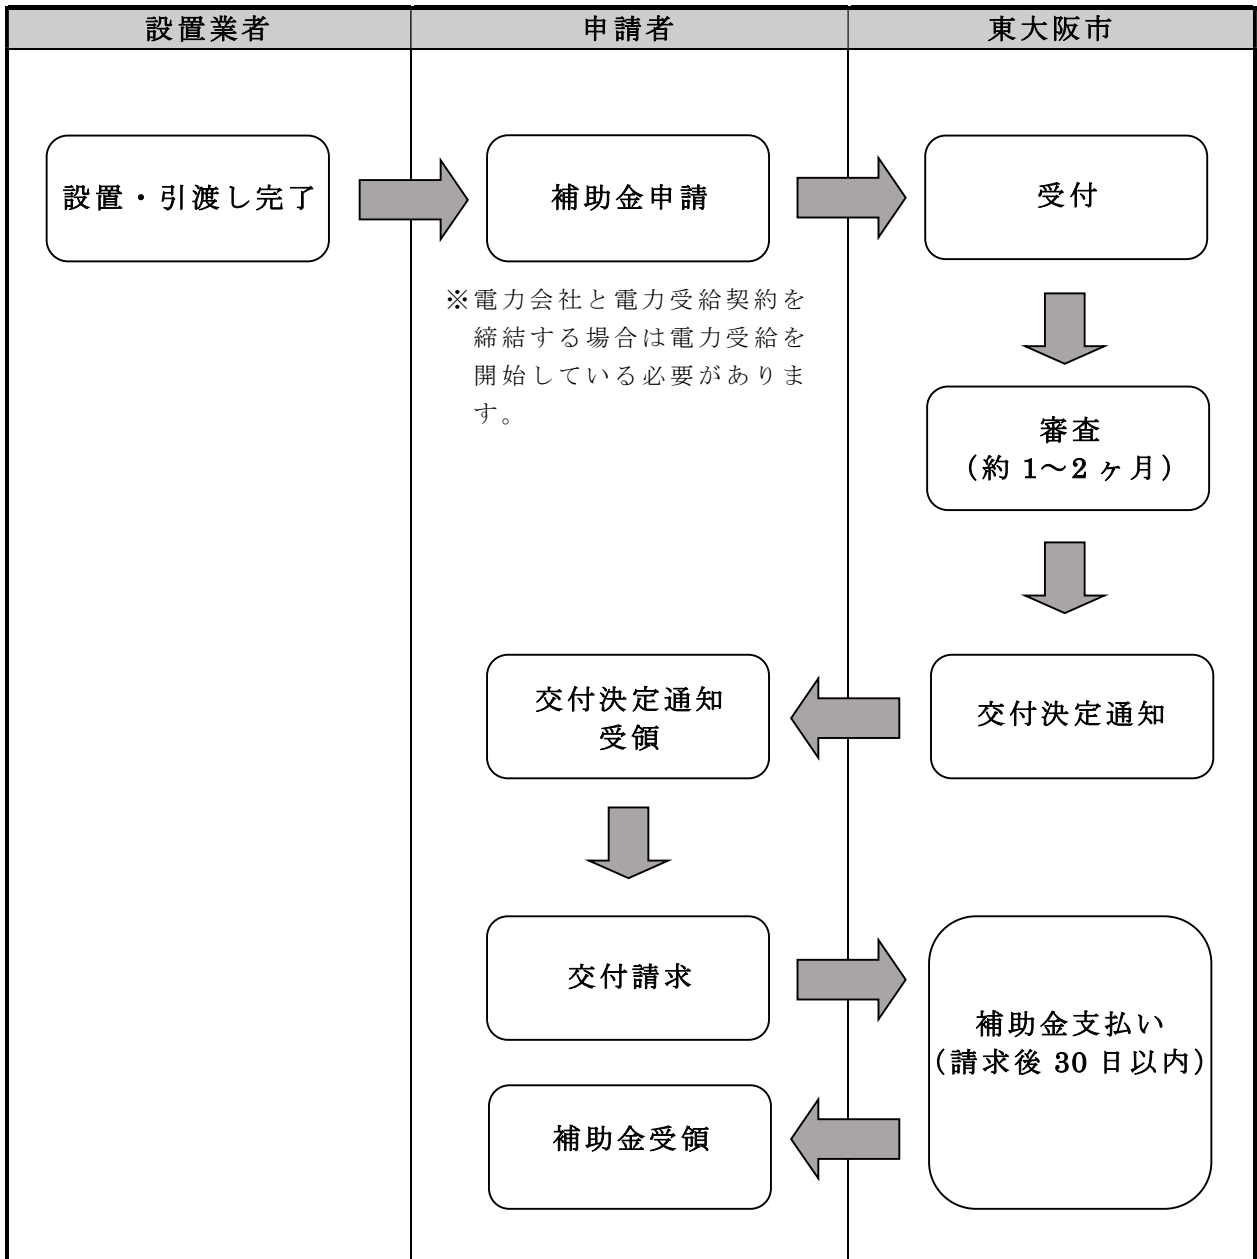 設置業者
申請者
東大阪市
設置・引渡し完了
補助金申請
受付
※電力会社と電力受給契約を
締結する場合は電力受給を
開始している必要がありま
す。
審査
（約 1～2 ヶ月）
交付決定通知
受領
交付決定通知
交付請求
補助金支払い
（請求後 30 日以内）
補助金受領